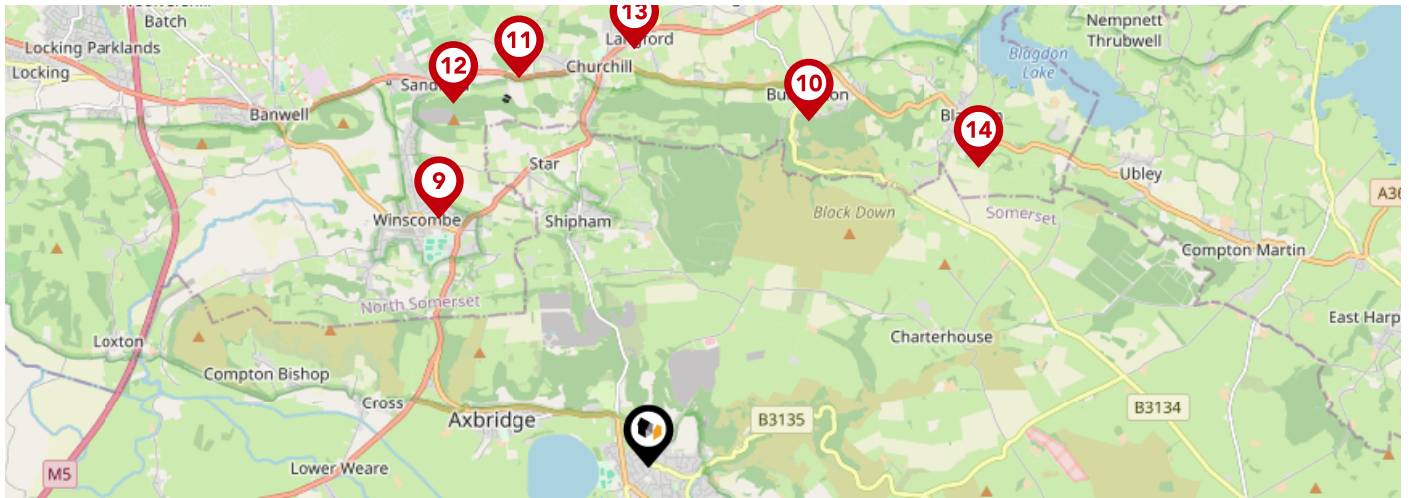 Batch
Locking Parklands
Locking
Banwell
12
11
13
Langford
Churchill
10
Nempnett
Thrubwell
Blagdon
Lake
14
Star
9
Winscombe
Shipham
Black Down
Ubley
Somerset
A36
Compton Martin
North Somerset
Loxton
Compton Bishop
Cross
Axbridge
Charterhouse
East Harp
B3135
B3134
M5
Lower Weare